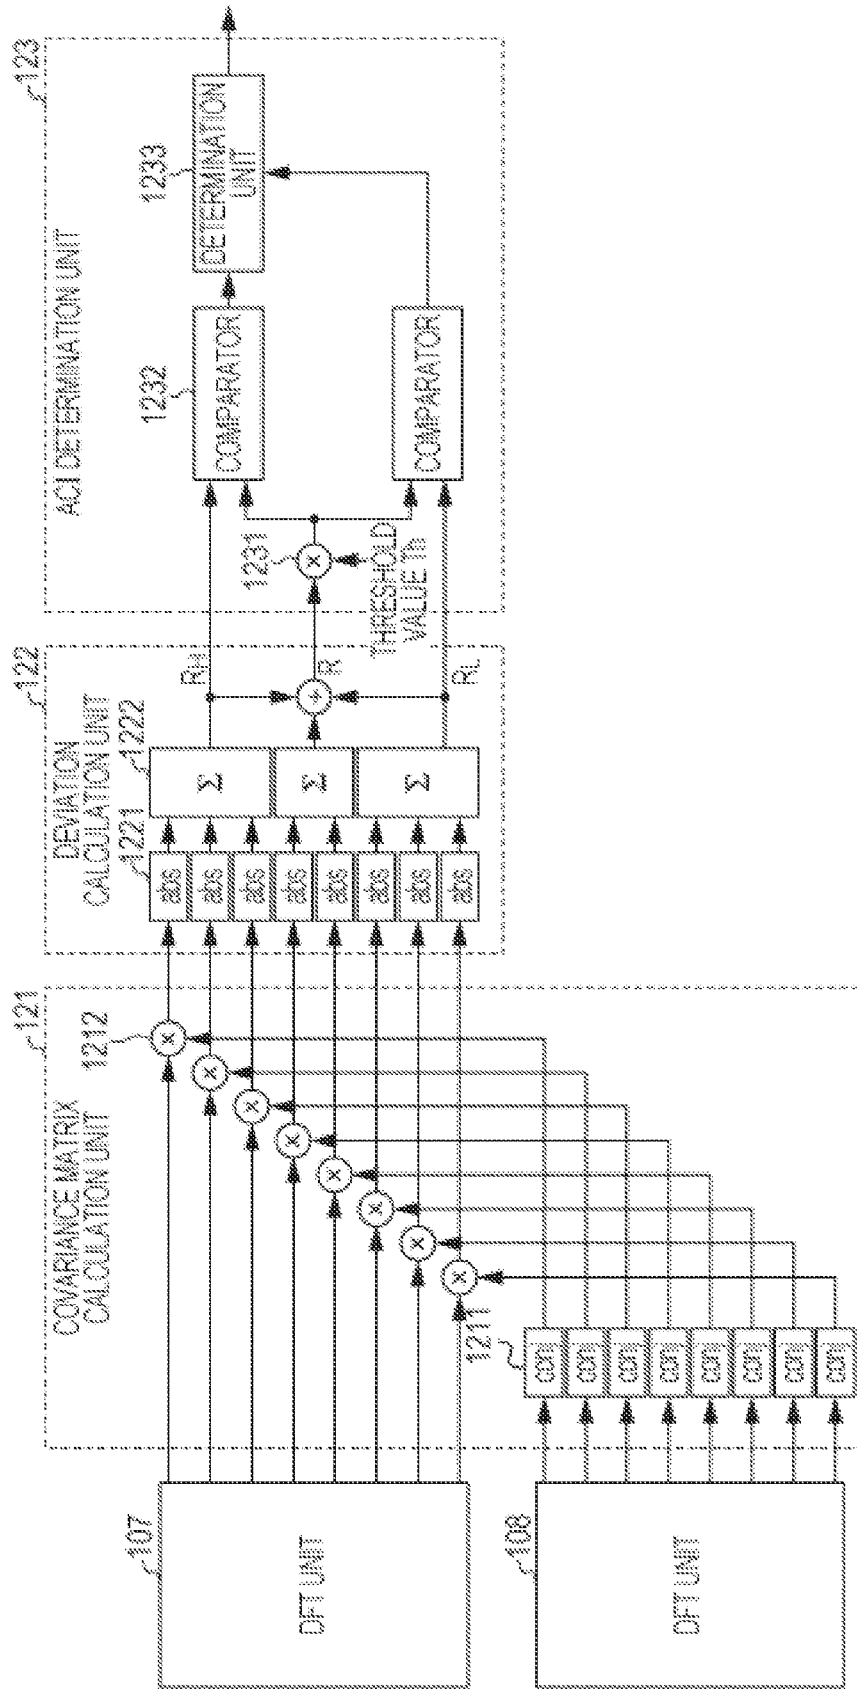 107
DFT UNIT
108
DFT UNIT
121
COVARIANCE MATRIX
CALCULATION UNIT
1212
x
x
x
x
x
x
x
x
1211
conj
conj
conj
conj
conj
conj
conj
conj
122
DEVIATION
CALCULATION UNIT
1221
abs
abs
abs
abs
abs
abs
abs
abs
1222
Σ
Σ
Σ
RH
+
R
RL
123
ACI DETERMINATION UNIT
1231
x
THRESHOLD
VALUE Th
1232
COMPARATOR
COMPARATOR
1233
DETERMINATION
UNIT